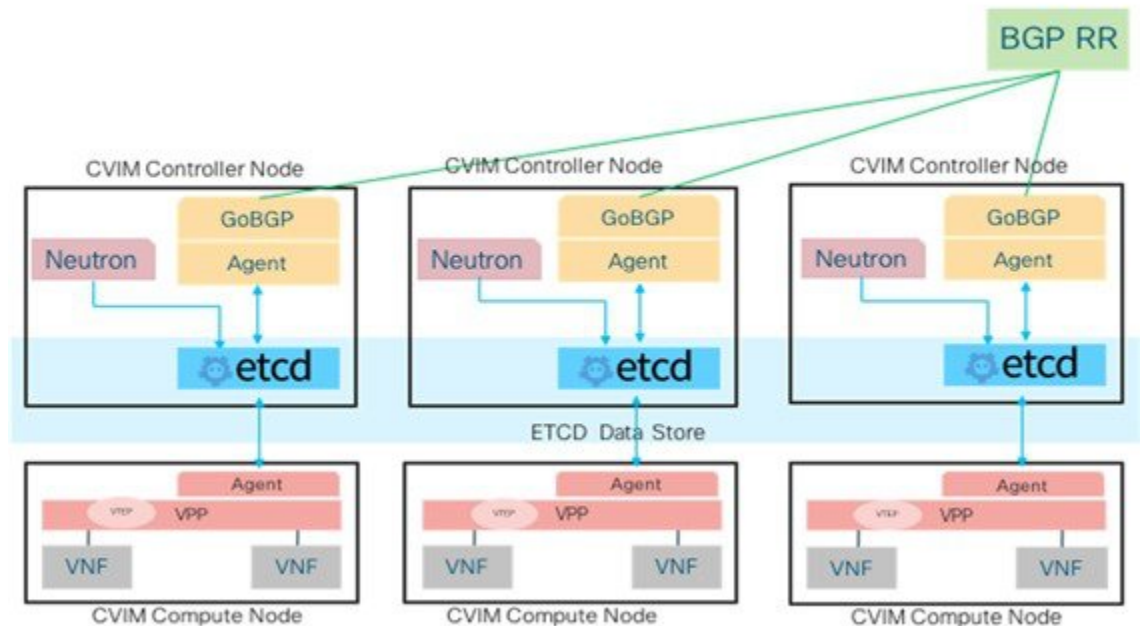 BGP RR
CVIM Controller Node
CVIM Controller Node
CVIM Controller Node
GoBGP
Neutron
Agent
etcd
GoBGP
Neutron
Agent
etcd
GoBGP
Neutron
Agent
etcd
ETCD Data Store
Agent
VTEP
VPP
VNF
VNF
CVIM Compute Node
Agent
VTEP
VPP
VNF
VNF
CVIM Compute Node
Agent
VTEP
VPP
VNF
VNF
CVIM Compute Node